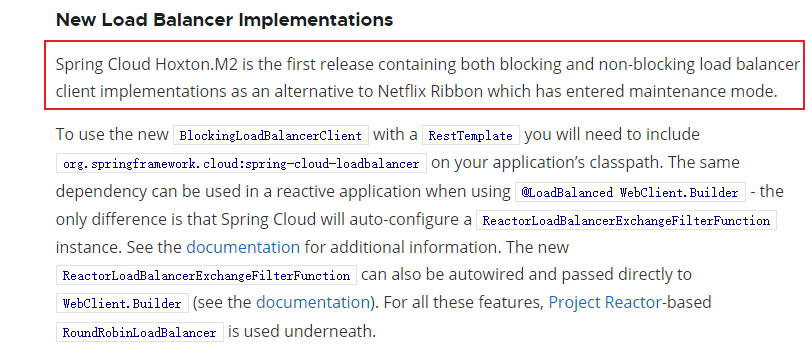 New Load Balancer Implementations
Spring Cloud Hoxton.M2 is the first release containing both blocking and non-blocking load balancer
client implementations as an alternative to Netflix Ribbon which has entered maintenance mode.
To use the new BlockingLoadBalancerClient with a RestTemplate you will need to include
org.springframework.cloud:spring-cloud-loadbalancer on your application’s classpath. The same
dependency can be used in a reactive application when using @LoadBalanced WebClient.Builder - the
only difference is that Spring Cloud will auto-configure a ReactorLoadBalancerExchangeFilterFunction
instance. See the documentation for additional information. The new
ReactorLoadBalancerExchangeFilterFunction can also be autowired and passed directly to
WebClient.Builder (see the documentation). For all these features, Project Reactor-based
RoundRobinLoadBalancer is used underneath.